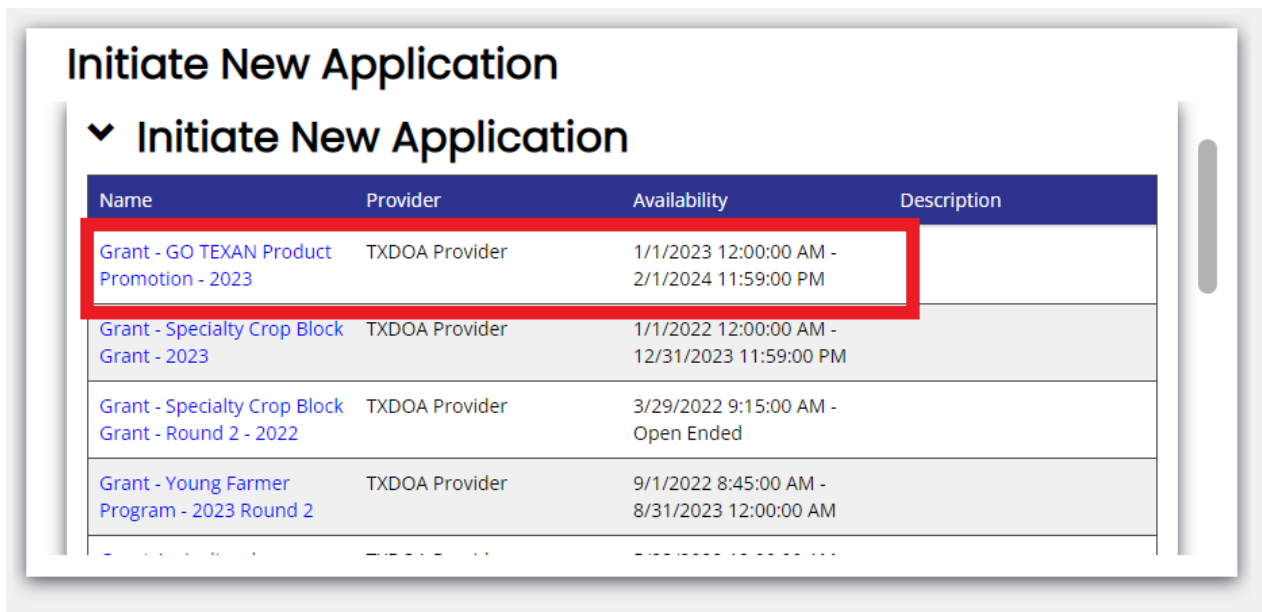 Initiate New Application
Initiate New Application
Name Provider Availability Description
Grant - GO TEXAN Product TXDOA Provider 1/1/2023 12:00:00 AM -
Promotion - 2023 2/1/2024 11:59:00 PM
Grant - Specialty Crop Block TXDOA Provider 1/1/2022 12:00:00 AM -
Grant - 2023 12/31/2023 11:59:00 PM
Grant - Specialty Crop Block TXDOA Provider 3/29/2022 9:15:00 AM -
Grant - Round 2 - 2022 Open Ended
Grant - Young Farmer TXDOA Provider 9/1/2022 8:45:00 AM -
Program - 2023 Round 2 8/31/2023 12:00:00 AM